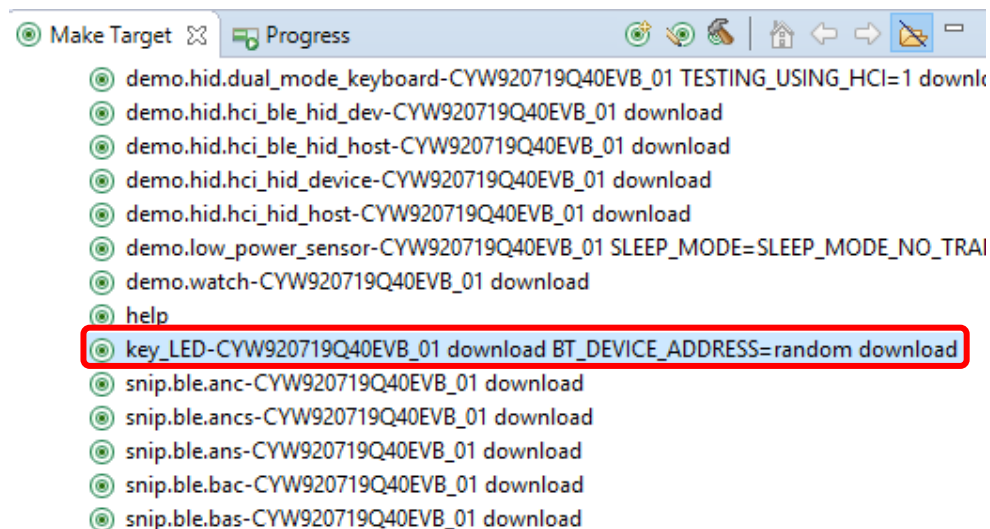 Make Target Progress
demo.hid.dual_mode_keyboard-CYW920719Q40EVB_01 TESTING_USING_HCI=1 downlo
demo.hid.hci_ble_hid_dev-CYW920719Q40EVB_01 download
demo.hid.hci_ble_hid_host-CYW920719Q40EVB_01 download
demo.hid.hci_hid_device-CYW920719Q40EVB_01 download
demo.hid.hci_hid_host-CYW920719Q40EVB_01 download
demo.low_power_sensor-CYW920719Q40EVB_01 SLEEP_MODE=SLEEP_MODE_NO_TRAN
demo.watch-CYW920719Q40EVB_01 download
help
key_LED-CYW920719Q40EVB_01 download BT_DEVICE_ADDRESS=random download
snip.ble.anc-CYW920719Q40EVB_01 download
snip.ble.ancs-CYW920719Q40EVB_01 download
snip.ble.ans-CYW920719Q40EVB_01 download
snip.ble.bac-CYW920719Q40EVB_01 download
snip.ble.bas-CYW920719Q40EVB_01 download